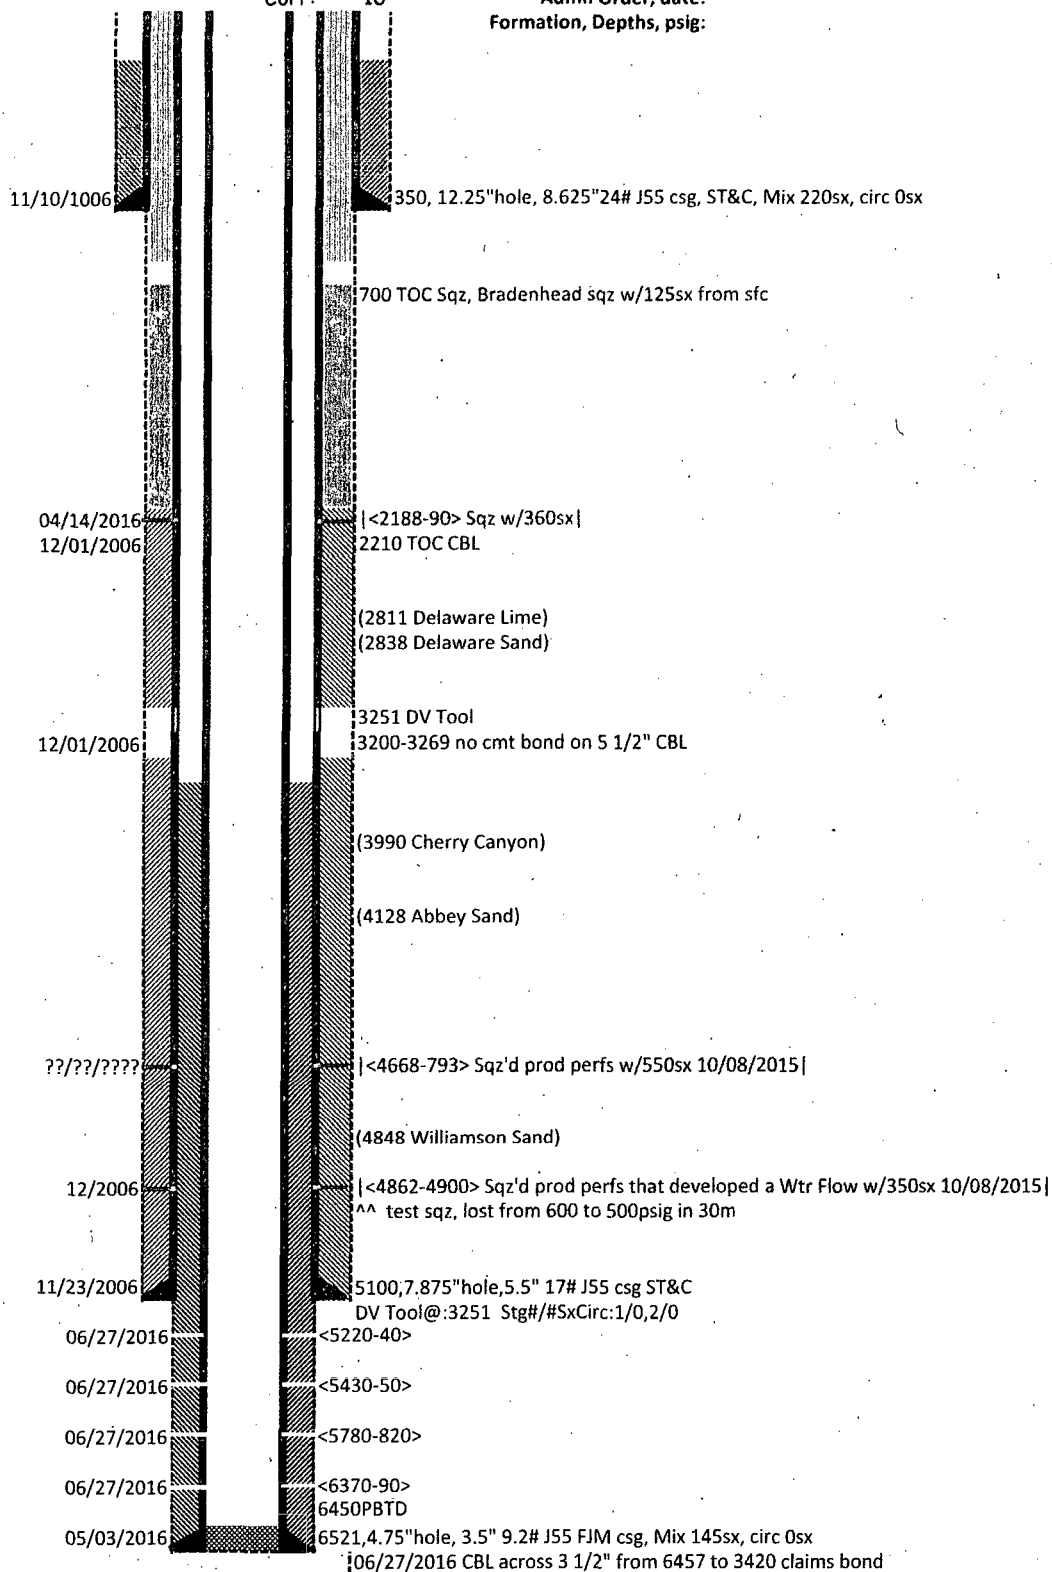 Corr: 10 Admin Order, date:
Formation, Depths, psig:
11/10/1006 350, 12.25"hole, 8.625"24# J55 csg, ST&C, Mix 220sx, circ 0sx
700 TOC Sqz, Bradenhead sqz w/125sx from sfc
04/14/2016 |<2188-90> Sqz w/360sx|
12/01/2006 2210 TOC CBL
(2811 Delaware Lime)
(2838 Delaware Sand)
3251 DV Tool
12/01/2006 3200-3269 no cmt bond on 5 1/2" CBL
(3990 Cherry Canyon)
(4128 Abbey Sand)
??/??/???? |<4668-793> Sqz'd prod perfs w/550sx 10/08/2015|
(4848 Williamson Sand)
12/2006 |<4862-4900> Sqz'd prod perfs that developed a Wtr Flow w/350sx 10/08/2015|
^^ test sqz, lost from 600 to 500psig in 30m
11/23/2006 5100,7.875"hole,5.5" 17# J55 csg ST&C
DV Tool@:3251 Stg#/#SxCirc:1/0,2/0
06/27/2016 <5220-40>
06/27/2016 <5430-50>
06/27/2016 <5780-820>
06/27/2016 <6370-90>
6450PBTD
05/03/2016 6521,4.75"hole, 3.5" 9.2# J55 FJM csg, Mix 145sx, circ 0sx
06/27/2016 CBL across 3 1/2" from 6457 to 3420 claims bond